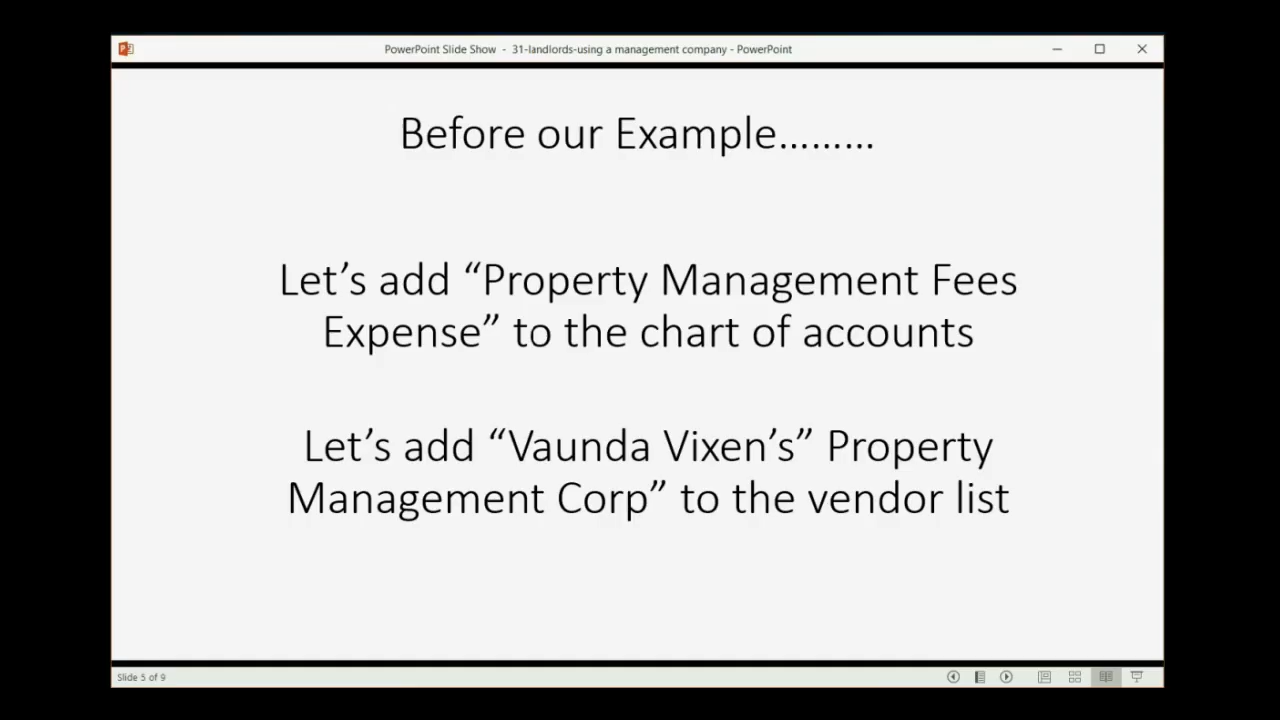 PowerPoint Slide Show - 31-landlords-using a management company - PowerPoint
Before our Example.........
Let’s add “Property Management Fees
Expense” to the chart of accounts
Let’s add “Vaunda Vixen’s” Property
Management Corp” to the vendor list
Slide 5 of 9